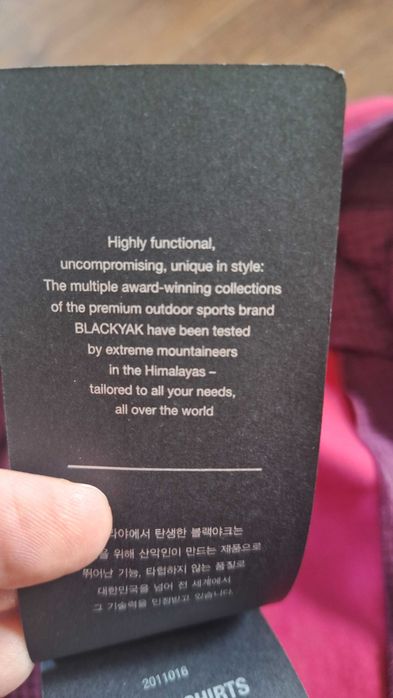 Highly functional,
uncompromising, unique in style:
The multiple award-winning collections
of the premium outdoor sports brand
BLACKYAK have been tested
by extreme mountaineers
in the Himalayas –
tailored to all your needs,
all over the world
탄생한 블랙야크는
위해 산악인이 만드는 제품으로
뛰어난 기능, 타협하지 않는 품질로
대한민국을 넘어 전 세계에서
그 기술력을 인정받고 있습니다.
2011016
SHIRTS